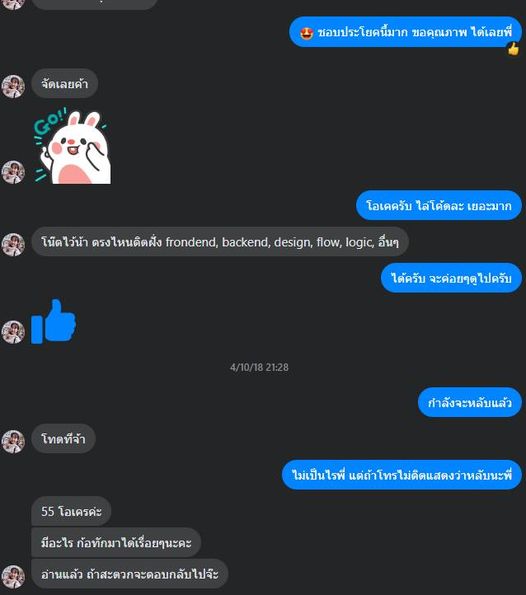 ชอบประโยคนี้มาก ขอคุณภาพ ได้เลยพี่
จัดเลยค้า
Go!!
โอเคครับ ไล่โค้ตละ เยอะมาก
โน๊ตไว้น้า ตรงไหนติดฝั่ง frondend, backend, design, flow, logic, อื่นๆ
ได้ครับ จะค่อยๆดูไปครับ
4/10/18 21:28
กำลังจะหลับแล้ว
โทดทีจ้า
ไม่เป็นไรพี่ แต่ถ้าโทรไม่ติดแสดงว่าหลับนะพี่
55 โอเครค่ะ
มีอะไร ก้อทักมาได้เรื่อยๆนะคะ
อ่านแล้ว ถ้าสะดวกจะตอบกลับไปจ๊ะ